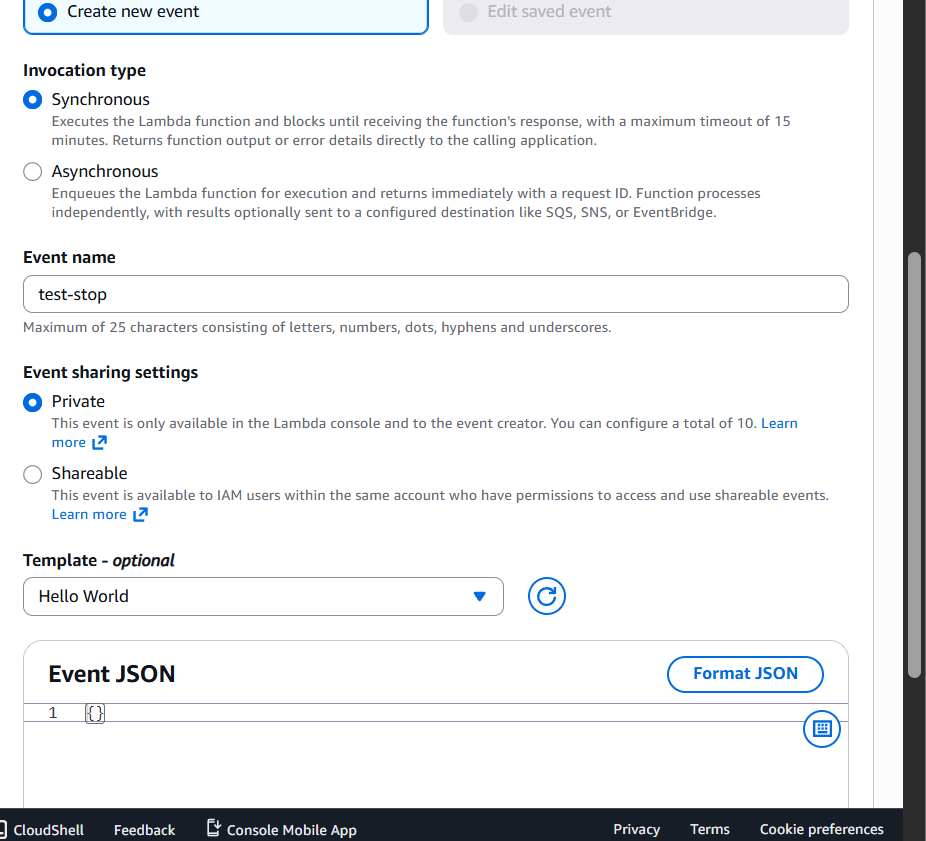 Create new event
Edit saved event
Invocation type
Synchronous
Executes the Lambda function and blocks until receiving the function's response, with a maximum timeout of 15
minutes. Returns function output or error details directly to the calling application.
Asynchronous
Enqueues the Lambda function for execution and returns immediately with a request ID. Function processes
independently, with results optionally sent to a configured destination like SQS, SNS, or EventBridge.
Event name
test-stop
Maximum of 25 characters consisting of letters, numbers, dots, hyphens and underscores.
Event sharing settings
Private
This event is only available in the Lambda console and to the event creator. You can configure a total of 10. Learn
more
Shareable
This event is available to IAM users within the same account who have permissions to access and use shareable events.
Learn more
Template - optional
Hello World
Event JSON
Format JSON
1 {}
CloudShell Feedback Console Mobile App Privacy Terms Cookie preferences